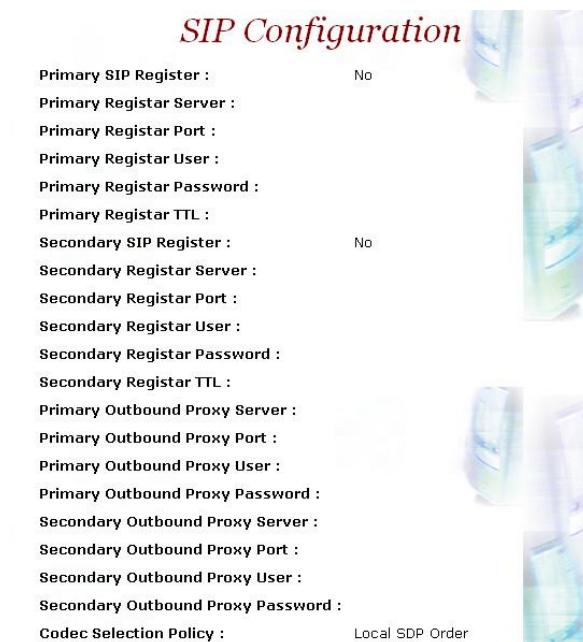 SIP Configuration
Primary SIP Register : No
Primary Registar Server :
Primary Registar Port :
Primary Registar User :
Primary Registar Password :
Primary Registar TTL :
Secondary SIP Register : No
Secondary Registar Server :
Secondary Registar Port :
Secondary Registar User :
Secondary Registar Password :
Secondary Registar TTL :
Primary Outbound Proxy Server :
Primary Outbound Proxy Port :
Primary Outbound Proxy User :
Primary Outbound Proxy Password :
Secondary Outbound Proxy Server :
Secondary Outbound Proxy Port :
Secondary Outbound Proxy User :
Secondary Outbound Proxy Password :
Codec Selection Policy : Local SDP Order